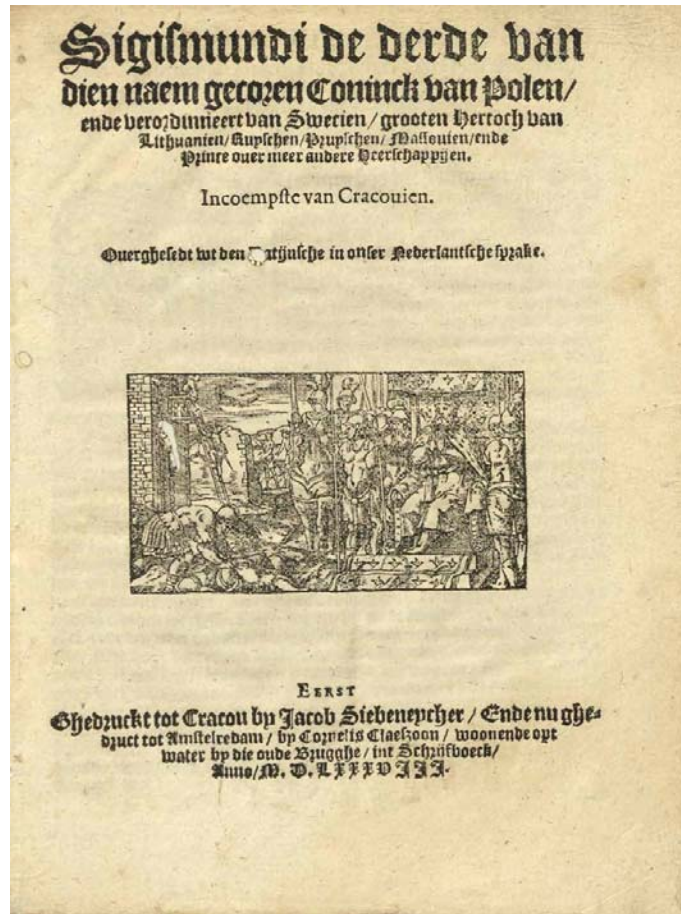 Sigismundi de derde van
dien naem gecoren Coninck van Polen/
ende verordinneert van Swecien / grooten Hertoch van
Lithuanien/ Ruyschen/ Pruyschen/ Massouien/ ende
Prince ouer meer andere Heerschappyen.
Incoempste van Cracouien.
Ouerghesedt wt den in onser Nederlantsche sprake.
EERST
Ghedruckt tot Cracou by Jacob Siebeneycher / Ende nu ghe-
druct tot Amstelredam / by Cornelis Claeszoon / woonende opt
water by die oude Brugghe / int Schrijfboeck/
Anno/ M. D. LXXXVIII.